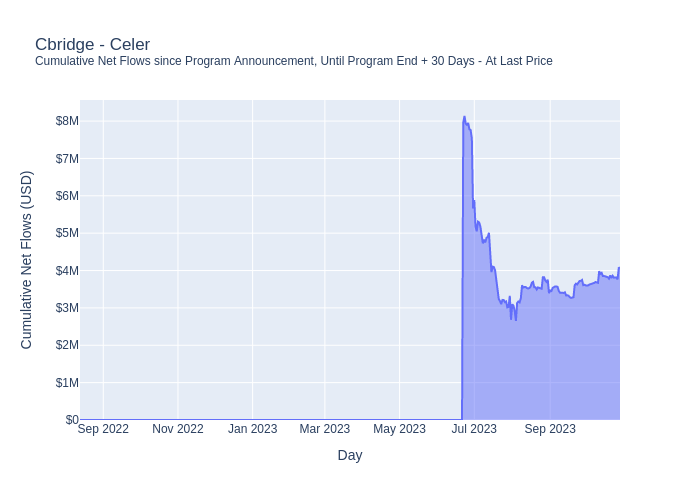 Cbridge - Celer
Cumulative Net Flows since Program Announcement, Until Program End + 30 Days - At Last Price
Cumulative Net Flows (USD)
$8M
$7M
$6M
$5M
$4M
$3M
$2M
$1M
$0
Sep 2022 Nov 2022 Jan 2023 Mar 2023 May 2023 Jul 2023 Sep 2023
Day